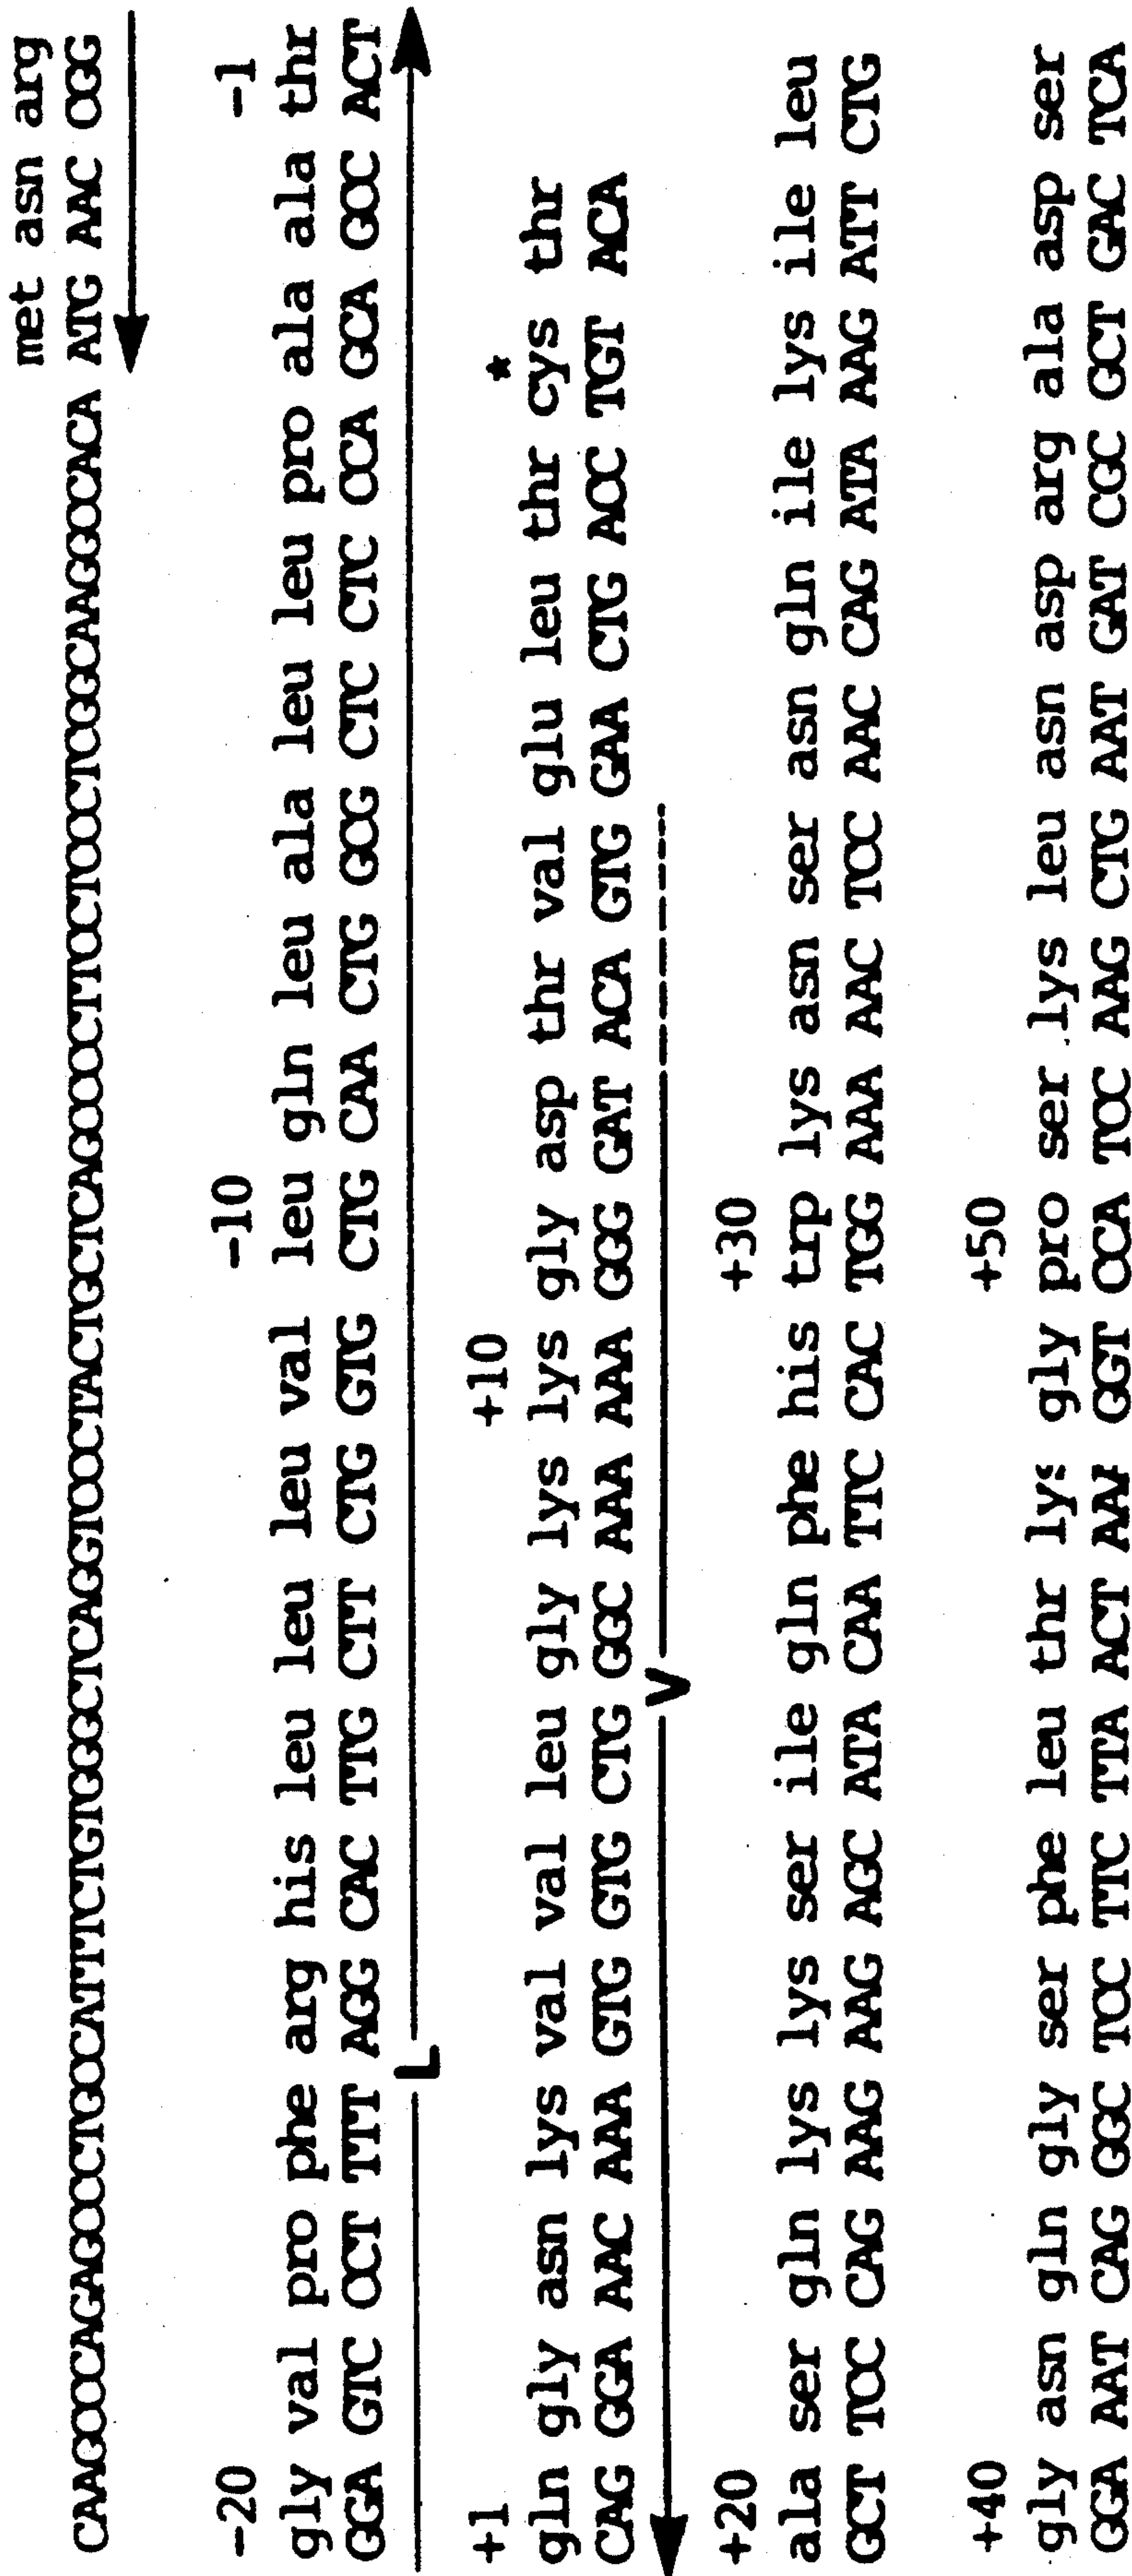 met asn arg
CAAGCCCAGAGCCCTGCCATTTCTGTGGGCTCAGGTCCCTACTGCTCAGCCCCTTCCTCCCTCGGCAAGGCCACA ATG AAC CGG
-20 -10 -1
gly val pro phe arg his leu leu leu val leu gln leu ala leu leu pro ala ala thr
GGA GTC CCT TTT AGG CAC TTG CTT CTG GTG CTG CAA CTG GCG CTC CTC CCA GCA GCC ACT
L
+1 +10 *
gln gly asn lys val val leu gly lys lys gly asp thr val glu leu thr cys thr
CAG GGA AAC AAA GTG GTG CTG GGC AAA AAA GGG GAT ACA GTG GAA CTG ACC TGT ACA
V
+20 +30
ala ser gln lys lys ser ile gln phe his trp lys asn ser asn gln ile lys ile leu
GCT TCC CAG AAG AAG AGC ATA CAA TTC CAC TGG AAA AAC TCC AAC CAG ATA AAG ATT CTG
+40 +50
gly asn gln gly ser phe leu thr lys gly pro ser lys leu asn asp arg ala asp ser
GGA AAT CAG GGC TCC TTC TTA ACT AAA GGT CCA TCC AAG CTG AAT GAT CGC GCT GAC TCA